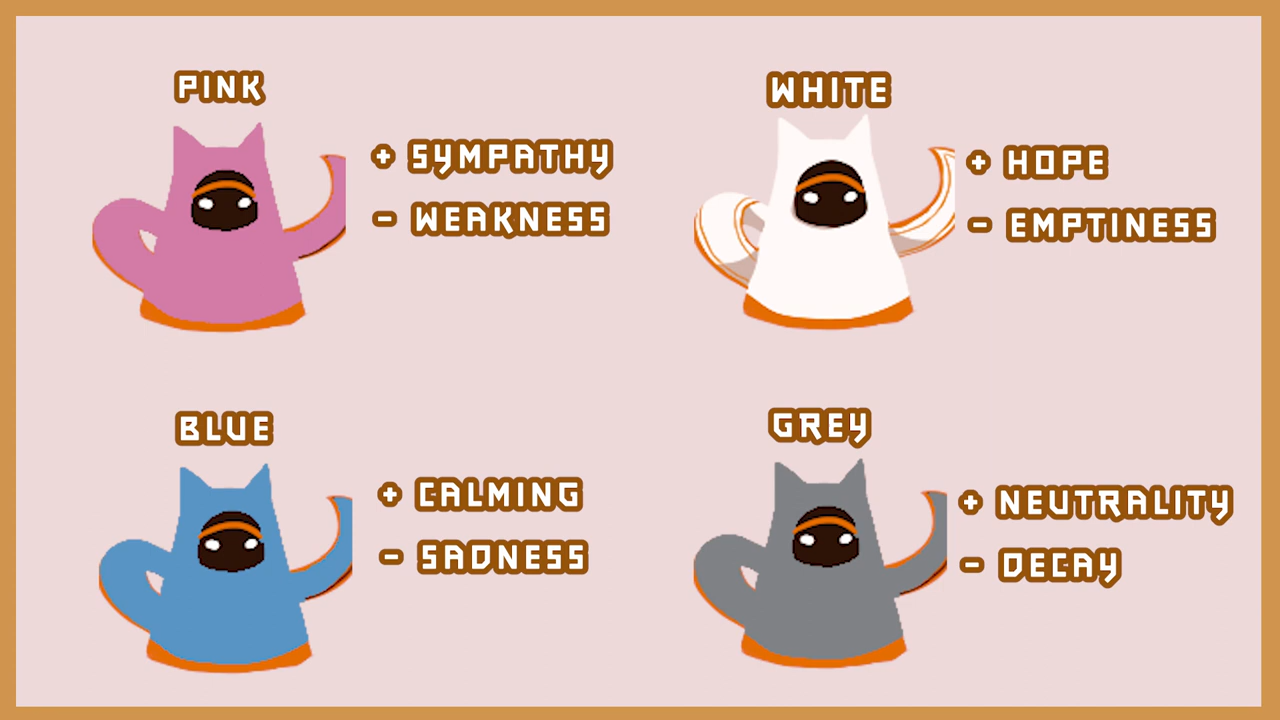 PINK
+ SYMPATHY
- WEAKNESS
WHITE
+ HOPE
- EMPTINESS
BLUE
+ CALMING
- SADNESS
GREY
+ NEUTRALITY
- DECAY